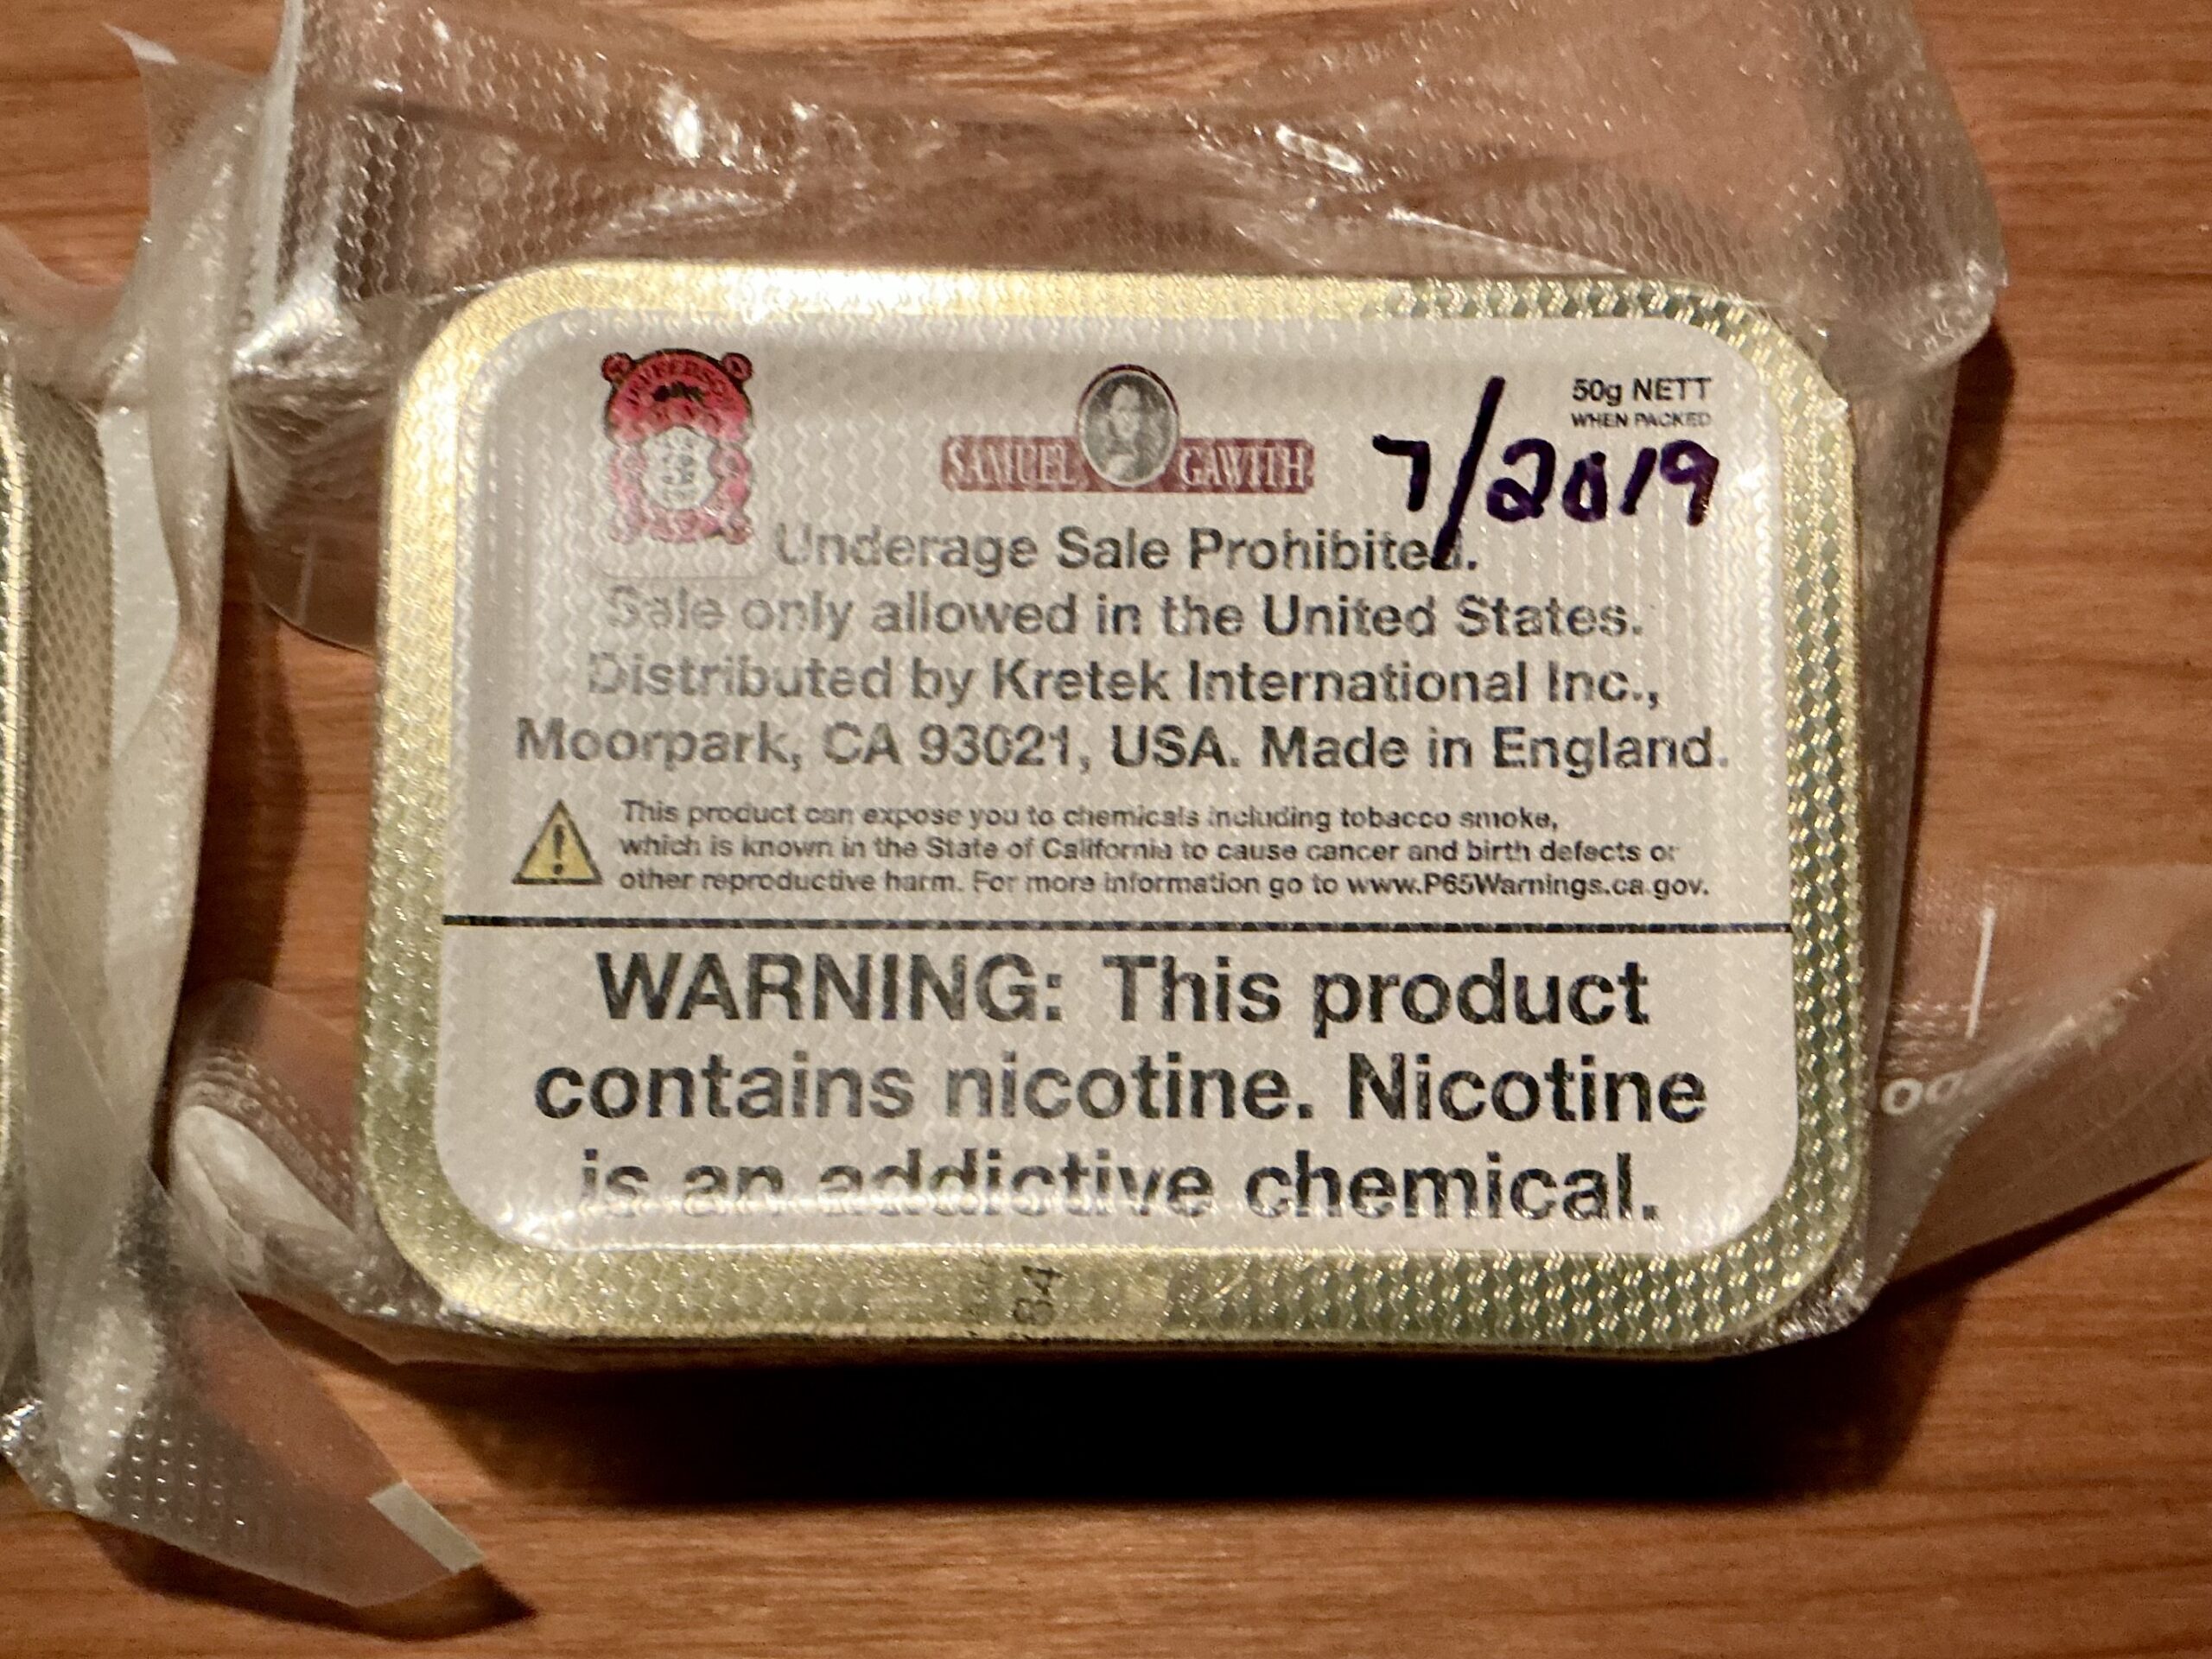 SAMUEL GAWITH
50g NETT
WHEN PACKED
7/2019
Underage Sale Prohibited.
Sale only allowed in the United States.
Distributed by Kretek International Inc.,
Moorpark, CA 93021, USA. Made in England.
This product can expose you to chemicals including tobacco smoke,
which is known in the State of California to cause cancer and birth defects or
other reproductive harm. For more information go to www.P65Warnings.ca.gov.
WARNING: This product
contains nicotine. Nicotine
is an addictive chemical.